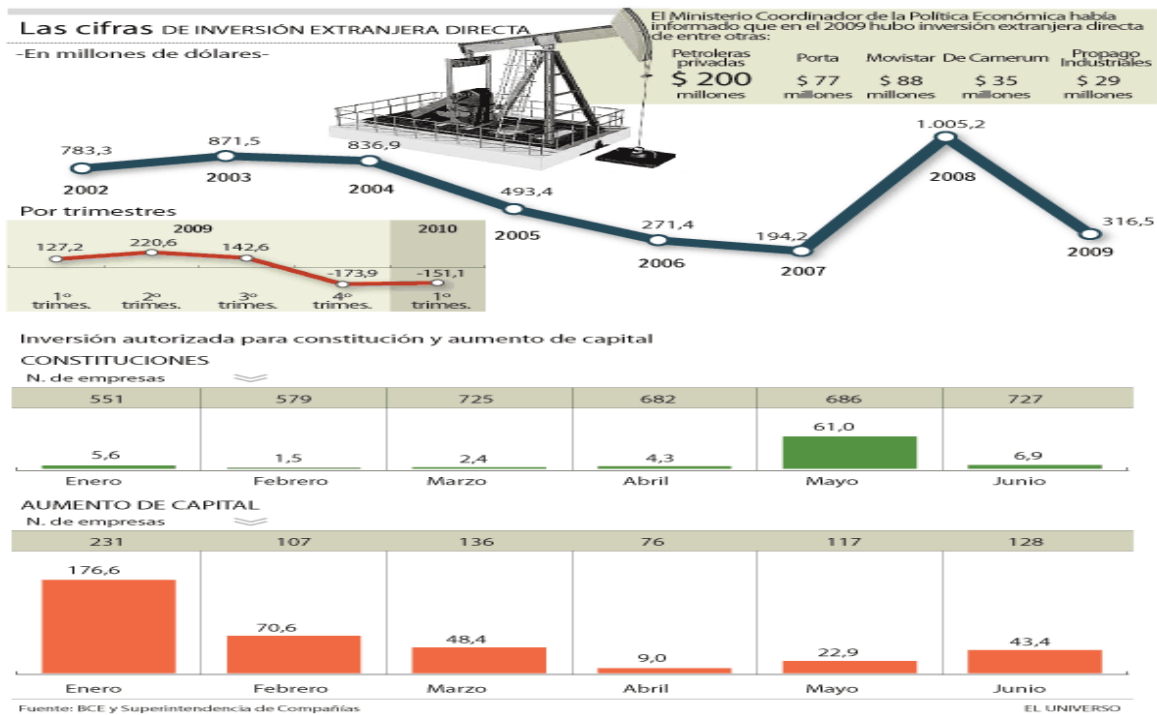 Las cifras DE INVERSIÓN EXTRANJERA DIRECTA
-En millones de dólares-
El Ministerio Coordinador de la Política Económica había
informado que en el 2009 hubo inversión extranjera directa
de entre otras:
Petroleras privadas $ 200 millones
Porta $ 77 millones
Movistar $ 88 millones
De Camerum $ 35 millones
Propago Industriales $ 29 millones
783,3 871,5 836,9 493,4 271,4 194,2 1.005,2 316,5
2002 2003 2004 2005 2006 2007 2008 2009
Por trimestres
2009 2010
127,2 220,6 142,6 -173,9 -151,1
1º trimes. 2º trimes. 3º trimes. 4º trimes. 1º trimes.
Inversión autorizada para constitución y aumento de capital
CONSTITUCIONES
N. de empresas
551 579 725 682 686 727
5,6 1,5 2,4 4,3 61,0 6,9
Enero Febrero Marzo Abril Mayo Junio
AUMENTO DE CAPITAL
N. de empresas
231 107 136 76 117 128
176,6 70,6 48,4 9,0 22,9 43,4
Enero Febrero Marzo Abril Mayo Junio
Fuente: BCE y Superintendencia de Compañías
EL UNIVERSO